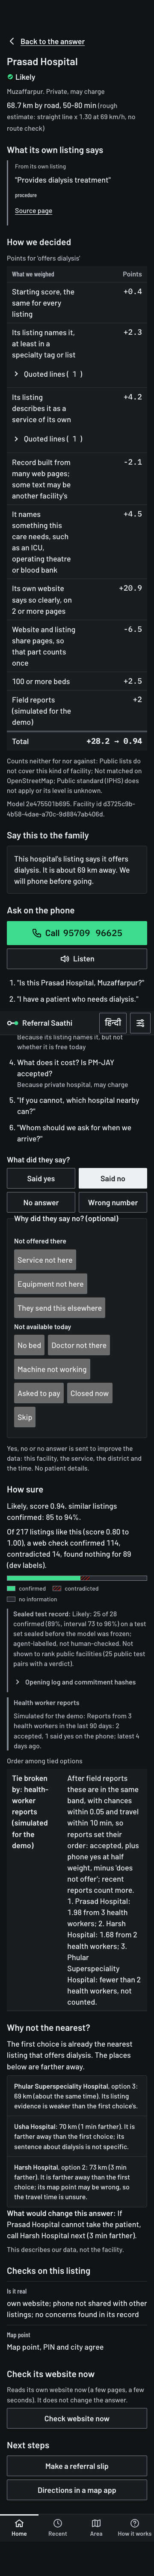 Back to the answer
Prasad Hospital
Likely
Muzaffarpur. Private, may charge
68.7 km by road, 50-80 min (rough
estimate: straight line x 1.30 at 69 km/h, no
route check)
What its own listing says
From its own listing
"Provides dialysis treatment"
procedure
Source page
How we decided
Points for 'offers dialysis'
What we weighed Points
Starting score, the +0.4
same for every
listing
Its listing names it, +2.3
at least in a
specialty tag or list
Quoted lines ( 1 )
Its listing +4.2
describes it as a
service of its own
Quoted lines ( 1 )
Record built from -2.1
many web pages;
some text may be
another facility's
It names +4.5
something this
care needs, such
as an ICU,
operating theatre
or blood bank
Its own website +20.9
says so clearly, on
2 or more pages
Website and listing -6.5
share pages, so
that part counts
once
100 or more beds +2.5
Field reports +2
(simulated for the
demo)
Total +28.2 → 0.94
Counts neither for nor against: Public lists do
not cover this kind of facility; Not matched on
OpenStreetMap; Public standard (IPHS) does
not apply or its level is unknown.
Model 2e475501b695. Facility id d3725c9b-
4b58-4dae-a70c-9d8847ab406d.
Say this to the family
This hospital's listing says it offers
dialysis. It is about 69 km away. We
will phone before going.
Ask on the phone
Call 95709 96625
Listen
1. "Is this Prasad Hospital, Muzaffarpur?"
2. "I have a patient who needs dialysis."
Referral Saathi हिन्दी
Because its listing names it, but not
whether it is free today
4. What does it cost? Is PM-JAY
accepted?
Because private hospital, may charge
5. "If you cannot, which hospital nearby
can?"
6. "Whom should we ask for when we
arrive?"
What did they say?
Said yes Said no
No answer Wrong number
Why did they say no? (optional)
Not offered there
Service not here
Equipment not here
They send this elsewhere
Not available today
No bed Doctor not there
Machine not working
Asked to pay Closed now
Skip
Yes, no or no answer is sent to improve the
data: this facility, the service, the district and
the time. No patient details.
How sure
Likely, score 0.94. similar listings
confirmed: 85 to 94%.
Of 217 listings like this (score 0.80 to
1.00), a web check confirmed 114,
contradicted 14, found nothing for 89
(dev labels).
confirmed contradicted
no information
Sealed test record: Likely: 25 of 28
confirmed (89%, interval 73 to 96%) on a test
set sealed before the model was frozen;
agent-labelled, not human-checked. Not
shown to rank public facilities (25 public test
pairs with a verdict).
Opening log and commitment hashes
Health worker reports
Simulated for the demo: Reports from 3
health workers in the last 90 days: 2
accepted, 1 said yes on the phone; latest 4
days ago.
Order among tied options
Tie broken After field reports
by: health- these are in the same
worker band, with chances
reports within 0.05 and travel
(simulated within 10 min, so
for the reports set their
demo) order: accepted, plus
phone yes at half
weight, minus 'does
not offer'; recent
reports count more.
1. Prasad Hospital:
1.98 from 3 health
workers; 2. Harsh
Hospital: 1.68 from 2
health workers; 3.
Phular
Superspeciality
Hospital: fewer than 2
health workers, not
counted.
Why not the nearest?
The first choice is already the nearest
listing that offers dialysis. The places
below are farther away.
Phular Superspeciality Hospital, option 3:
69 km (about the same time). Its listing
evidence is weaker than the first choice's.
Usha Hospital: 70 km (1 min farther). It is
farther away than the first choice; its
sentence about dialysis is not specific.
Harsh Hospital, option 2: 73 km (3 min
farther). It is farther away than the first
choice; its map point may be wrong, so
the travel time is unsure.
What would change the answer: If
Prasad Hospital cannot take the patient,
call Harsh Hospital next (3 min farther).
This describes our data, not the facility.
Checks on this listing
Is it real
own website; phone not shared with other
listings; no concerns found in its record
Map point
Map point, PIN and city agree
Check its website now
Reads its own website now (a few pages, a few
seconds). It does not change the answer.
Check website now
Next steps
Make a referral slip
Directions in a map app
Home Recent Area How it works